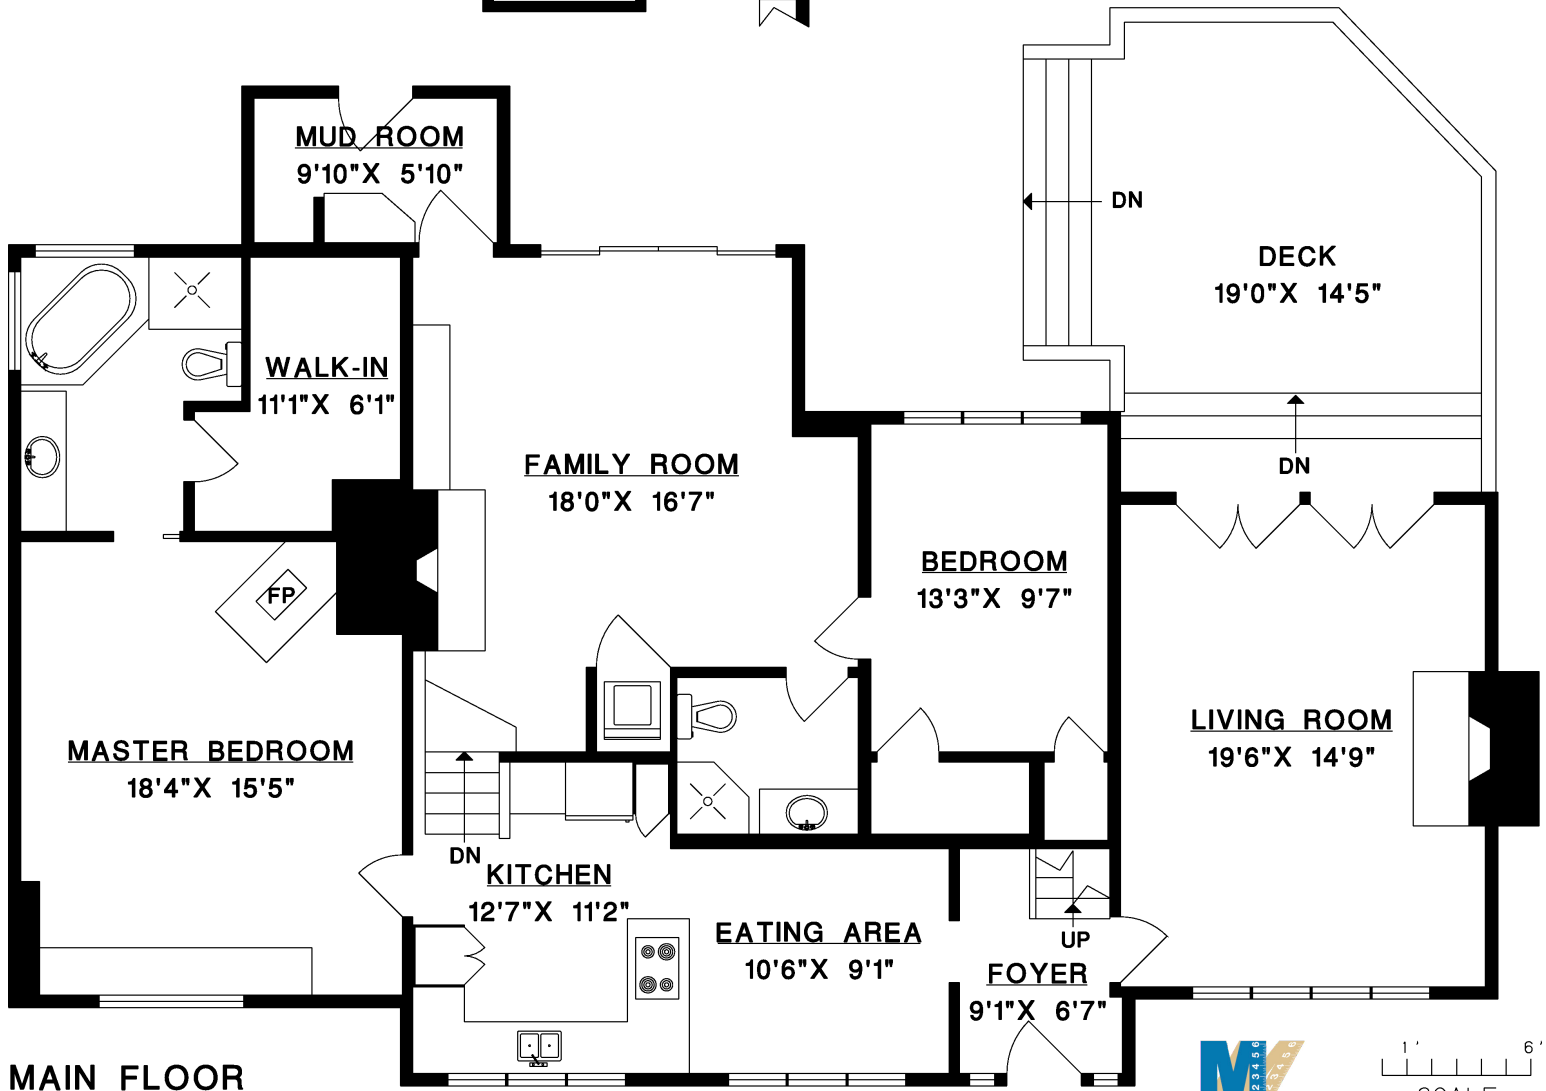 MUD ROOM
9'10"X 5'10"
DN
DECK
19'0"X 14'5"
WALK-IN
11'1"X 6'1"
FAMILY ROOM
18'0"X 16'7"
DN
BEDROOM
13'3"X 9'7"
FP
LIVING ROOM
19'6"X 14'9"
MASTER BEDROOM
18'4"X 15'5"
DN
KITCHEN
12'7"X 11'2"
EATING AREA
10'6"X 9'1"
UP
FOYER
9'1"X 6'7"
MAIN FLOOR
1' 6'
SCALE